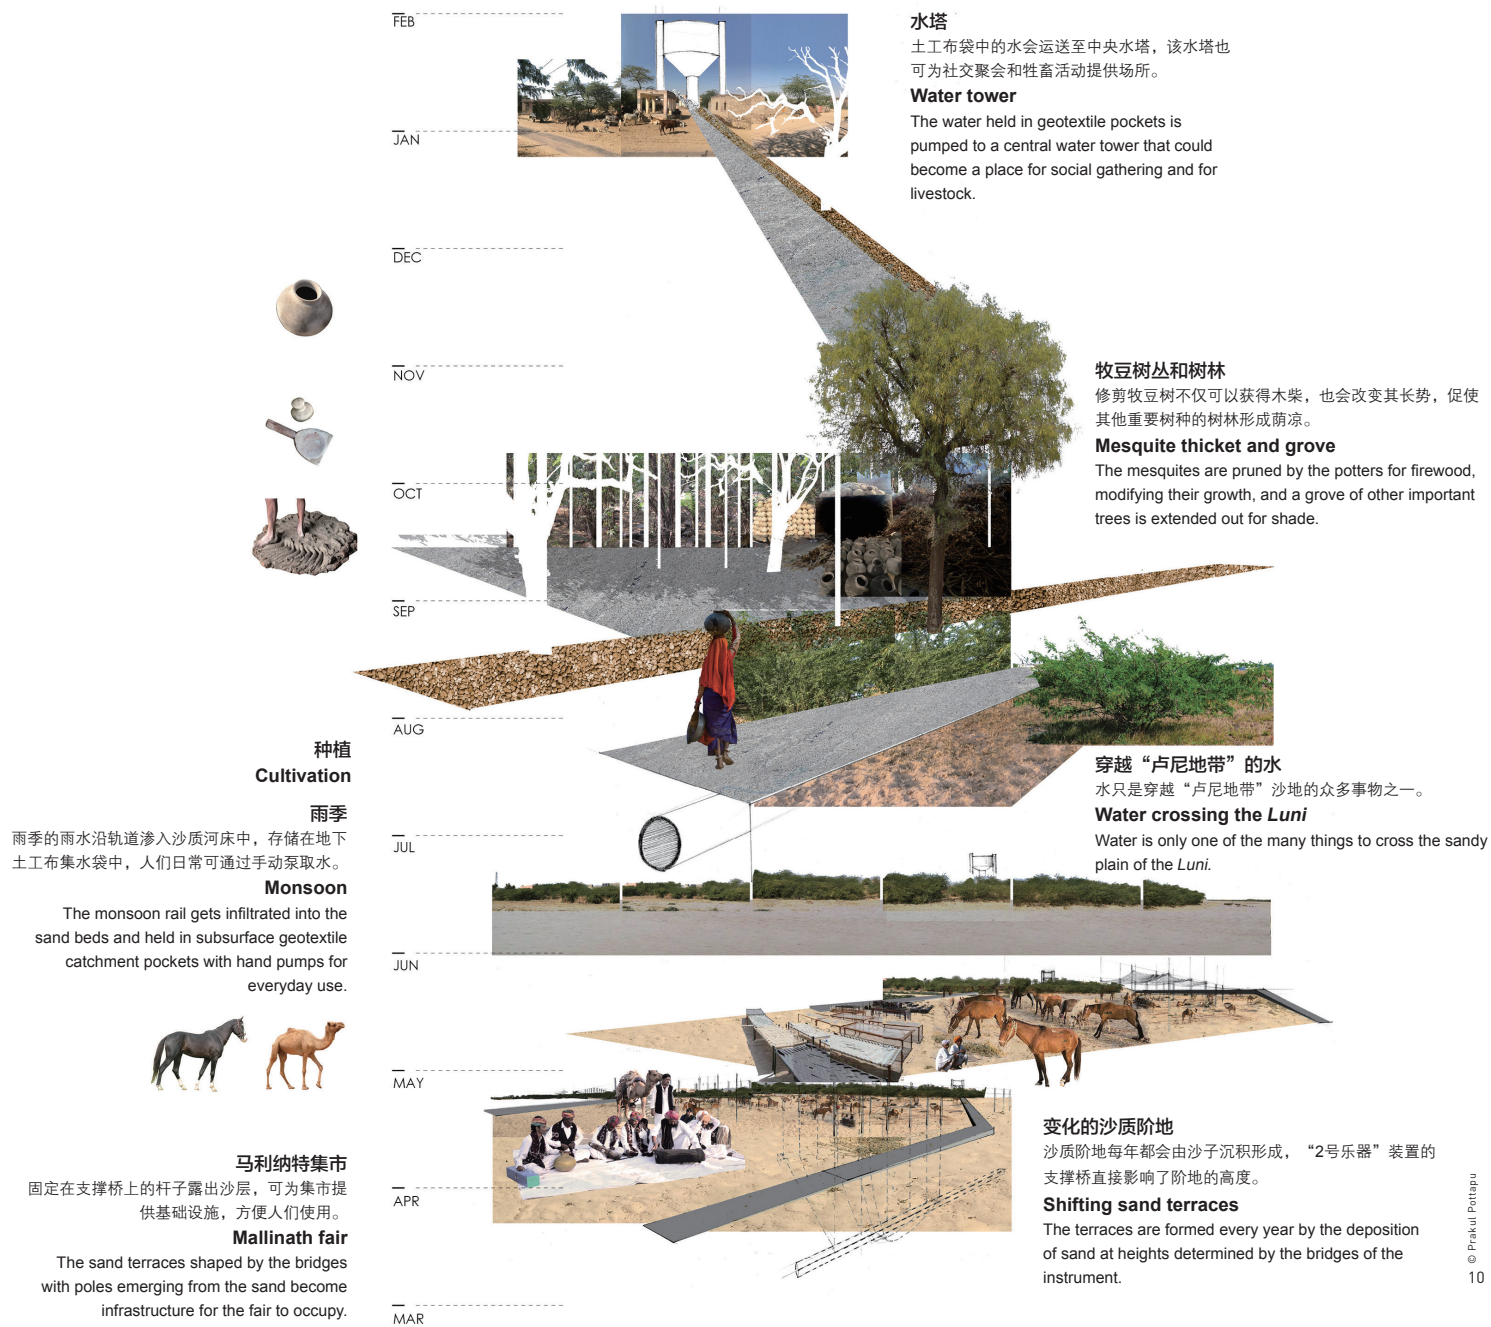 FEB
JAN
DEC
NOV
OCT
SEP
AUG
JUL
JUN
MAY
APR
MAR
水塔
土工布袋中的水会运送至中央水塔，该水塔也
可为社交聚会和牲畜活动提供场所。
Water tower
The water held in geotextile pockets is
pumped to a central water tower that could
become a place for social gathering and for
livestock.
牧豆树丛和树林
修剪牧豆树不仅可以获得木柴，也会改变其长势，促使
其他重要树种的树林形成荫凉。
Mesquite thicket and grove
The mesquites are pruned by the potters for firewood,
modifying their growth, and a grove of other important
trees is extended out for shade.
种植
Cultivation
雨季
雨季的雨水沿轨道渗入沙质河床中，存储在地下
土工布集水袋中，人们日常可通过手动泵取水。
Monsoon
The monsoon rail gets infiltrated into the
sand beds and held in subsurface geotextile
catchment pockets with hand pumps for
everyday use.
穿越“卢尼地带”的水
水只是穿越“卢尼地带”沙地的众多事物之一。
Water crossing the Luni
Water is only one of the many things to cross the sandy
plain of the Luni.
马利纳特集市
固定在支撑桥上的杆子露出沙层，可为集市提
供基础设施，方便人们使用。
Mallinath fair
The sand terraces shaped by the bridges
with poles emerging from the sand become
infrastructure for the fair to occupy.
变化的沙质阶地
沙质阶地每年都会由沙子沉积形成，“2号乐器”装置的
支撑桥直接影响了阶地的高度。
Shifting sand terraces
The terraces are formed every year by the deposition
of sand at heights determined by the bridges of the
instrument.
© Prakul Pottapu
10